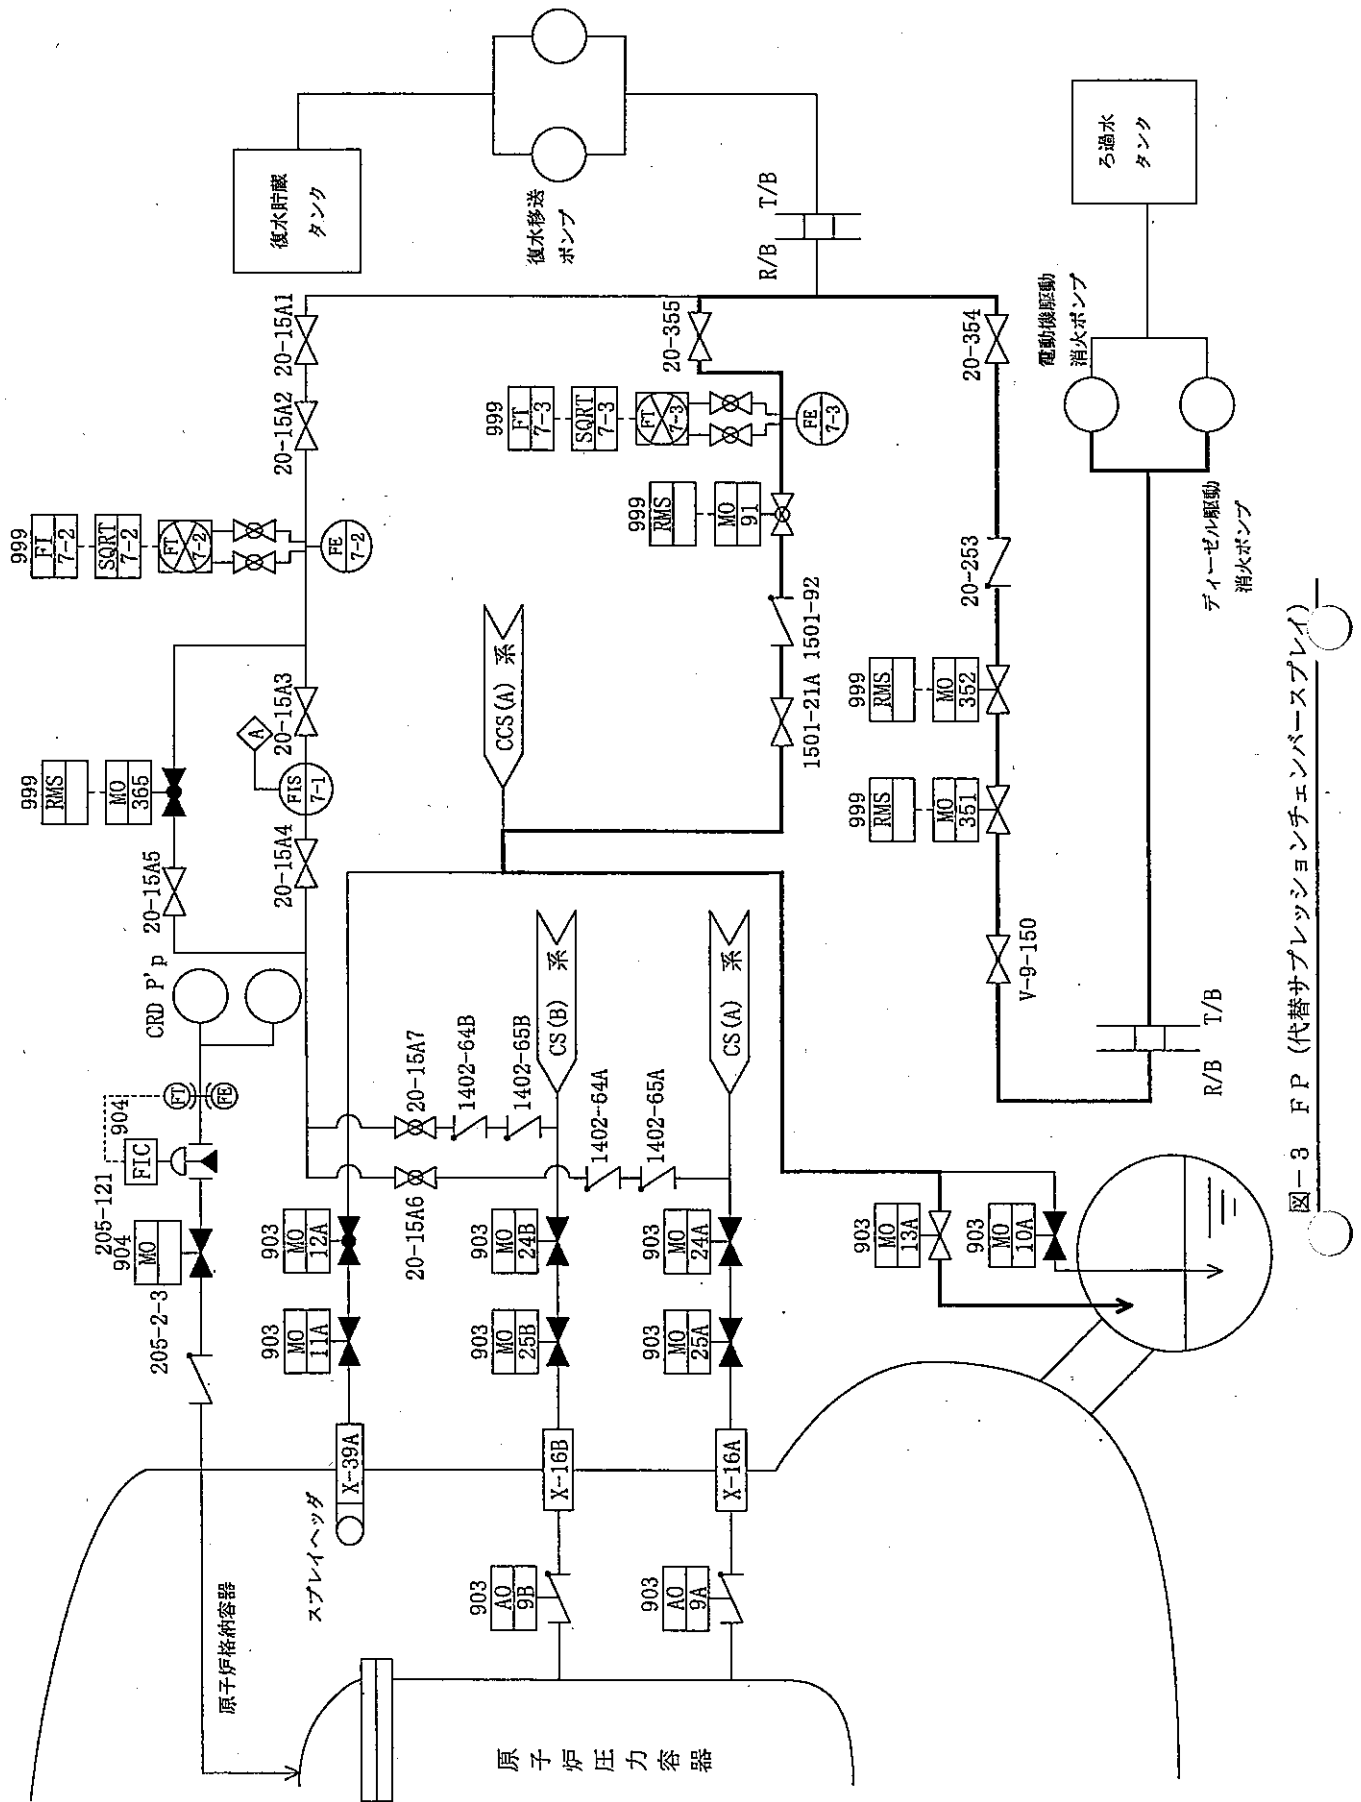 復水貯蔵
タンク
復水移送
ポンプ
R/B T/B
ろ過水
タンク
電動機駆動
消火ポンプ
ディーゼル駆動
消火ポンプ
20-15A1
20-15A2
999
FI
7-2
SQRT
7-2
FT
7-2
FE
7-2
20-355
999
FT
7-3
SQRT
7-3
FT
7-3
FE
7-3
999
RMS
MO
91
20-354
20-253
1501-92
1501-21A
999
RMS
MO
352
999
RMS
MO
351
V-9-150
R/B T/B
999
RMS
MO
365
20-15A3
A
FIS
7-1
20-15A4
20-15A5
CCS(A) 系
CS(B) 系
CS(A) 系
CRD P'p
FT
FE
904
FIC
205-121
904
MO
205-2-3
20-15A7
1402-64B
1402-65B
20-15A6
1402-64A
1402-65A
903
MO
12A
903
MO
11A
903
MO
24B
903
MO
25B
903
MO
24A
903
MO
25A
903
MO
13A
903
MO
10A
X-39A
スプレイヘッダ
X-16B
X-16A
903
AO
9B
903
AO
9A
原子炉格納容器
原子炉圧力容器
図-3 FP (代替サプレッションチェンバースプレイ)